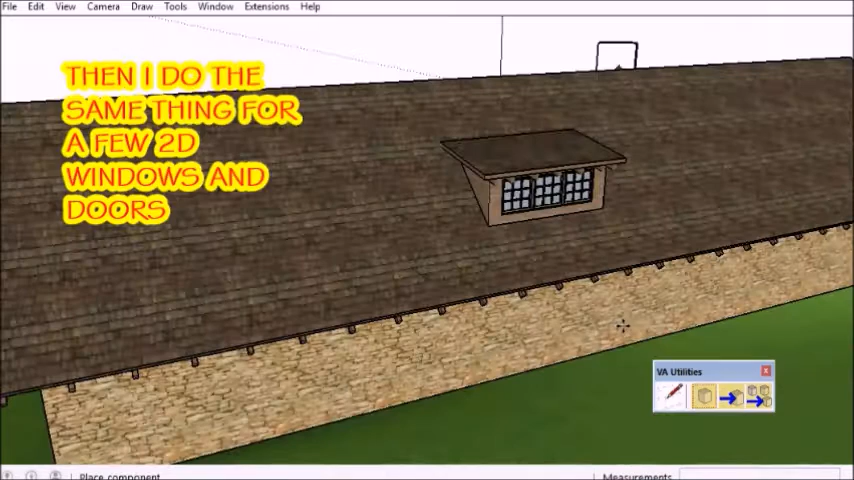 File Edit View Camera Draw Tools Window Extensions Help
THEN I DO THE
SAME THING FOR
A FEW 2D
WINDOWS AND
DOORS
VA Utilities
Place component
Measurements